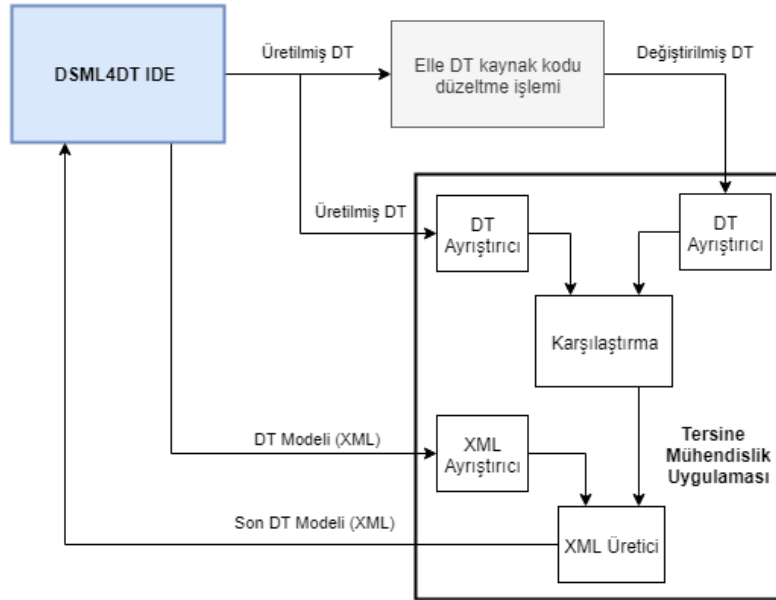 DSML4DT IDE
Üretilmiş DT
Elle DT kaynak kodu
düzeltme işlemi
Değiştirilmiş DT
Üretilmiş DT
DT
Ayrıştırıcı
DT
Ayrıştırıcı
Karşılaştırma
DT Modeli (XML)
XML
Ayrıştırıcı
Tersine
Mühendislik
Uygulaması
Son DT Modeli (XML)
XML Üretici